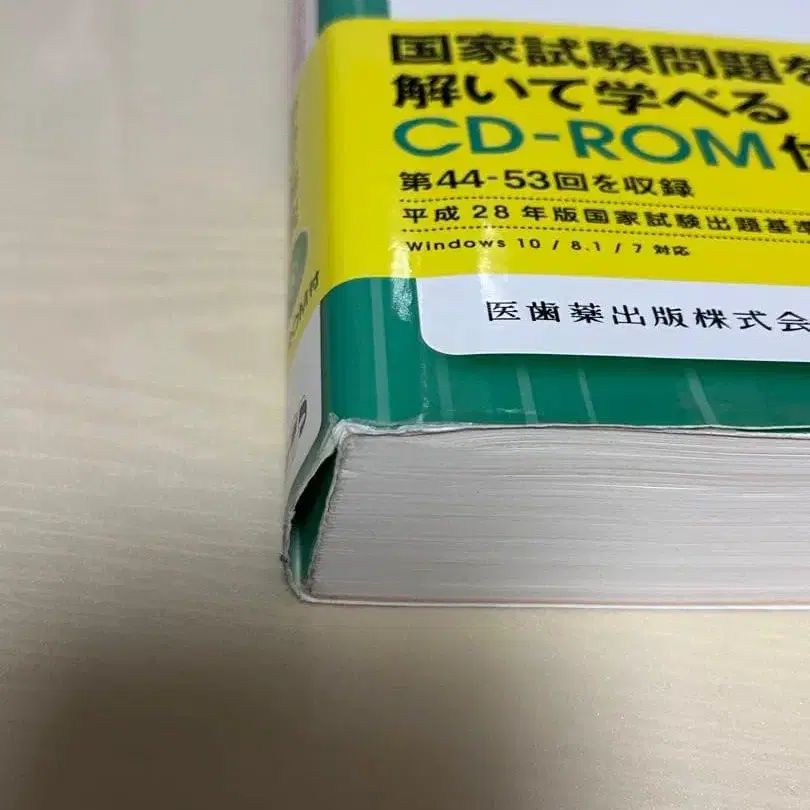 国家試験問題を
解いて学べる
CD-ROM付
第44-53回を収録
平成28年版国家試験出題基準
Windows 10 / 8.1 / 7 対応
医歯薬出版株式会